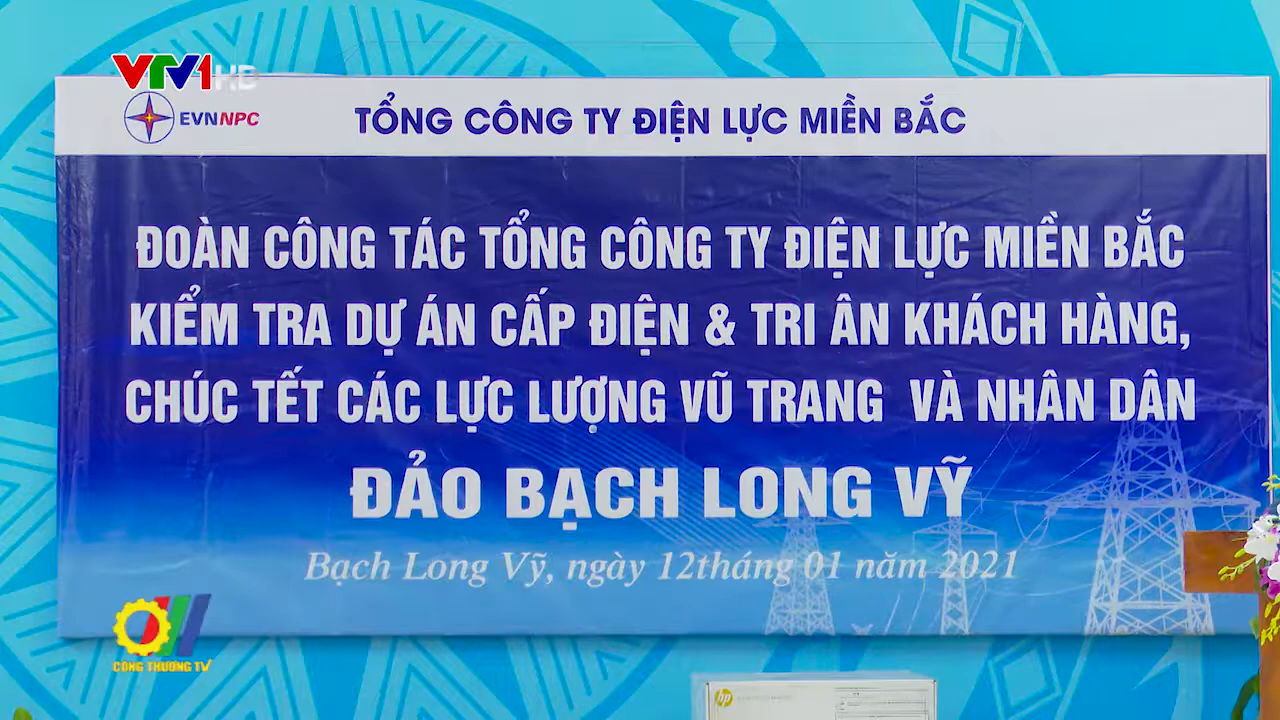 VTV1 HD
EVNNPC
TỔNG CÔNG TY ĐIỆN LỰC MIỀN BẮC
ĐOÀN CÔNG TÁC TỔNG CÔNG TY ĐIỆN LỰC MIỀN BẮC
KIỂM TRA DỰ ÁN CẤP ĐIỆN & TRI ÂN KHÁCH HÀNG,
CHÚC TẾT CÁC LỰC LƯỢNG VŨ TRANG VÀ NHÂN DÂN
ĐẢO BẠCH LONG VỸ
Bạch Long Vỹ, ngày 12tháng 01 năm 2021
CÔNG THƯƠNG TV
hp